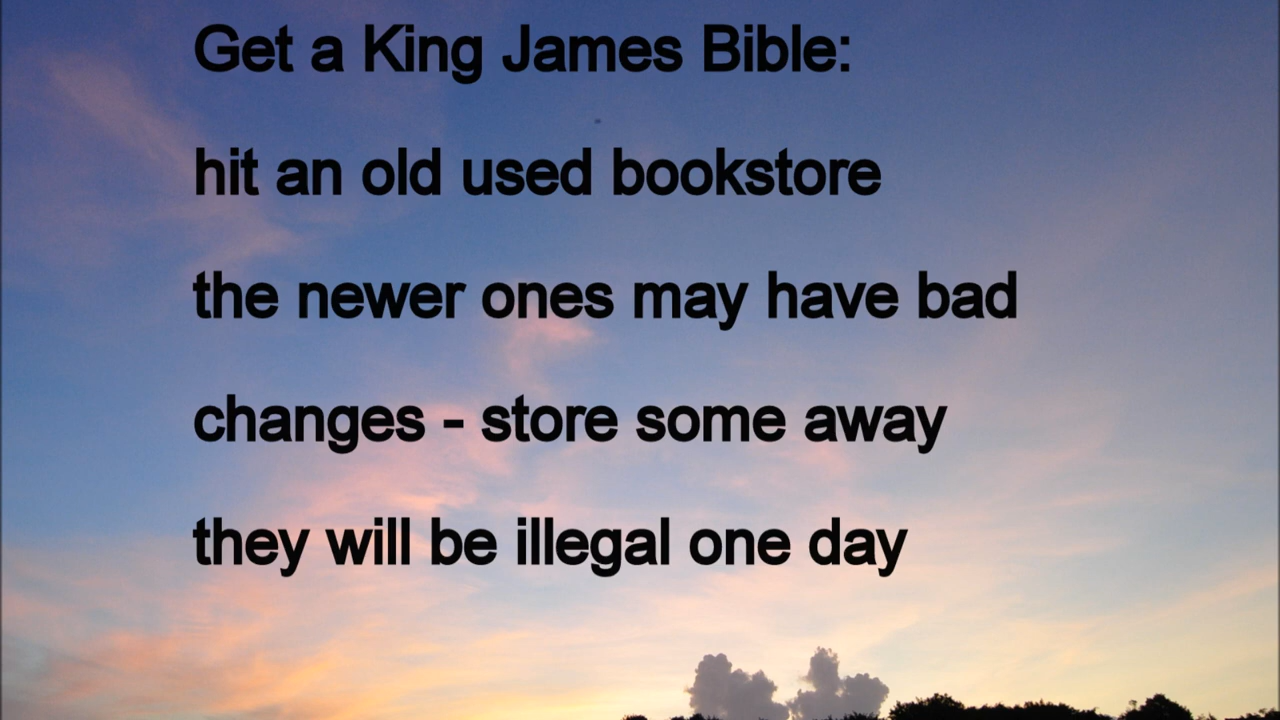 Get a King James Bible:
hit an old used bookstore
the newer ones may have bad
changes - store some away
they will be illegal one day